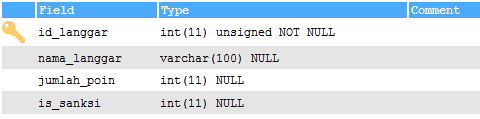 Field Type Comment
id_langgar int(11) unsigned NOT NULL
nama_langgar varchar(100) NULL
jumlah_poin int(11) NULL
is_sanksi int(11) NULL